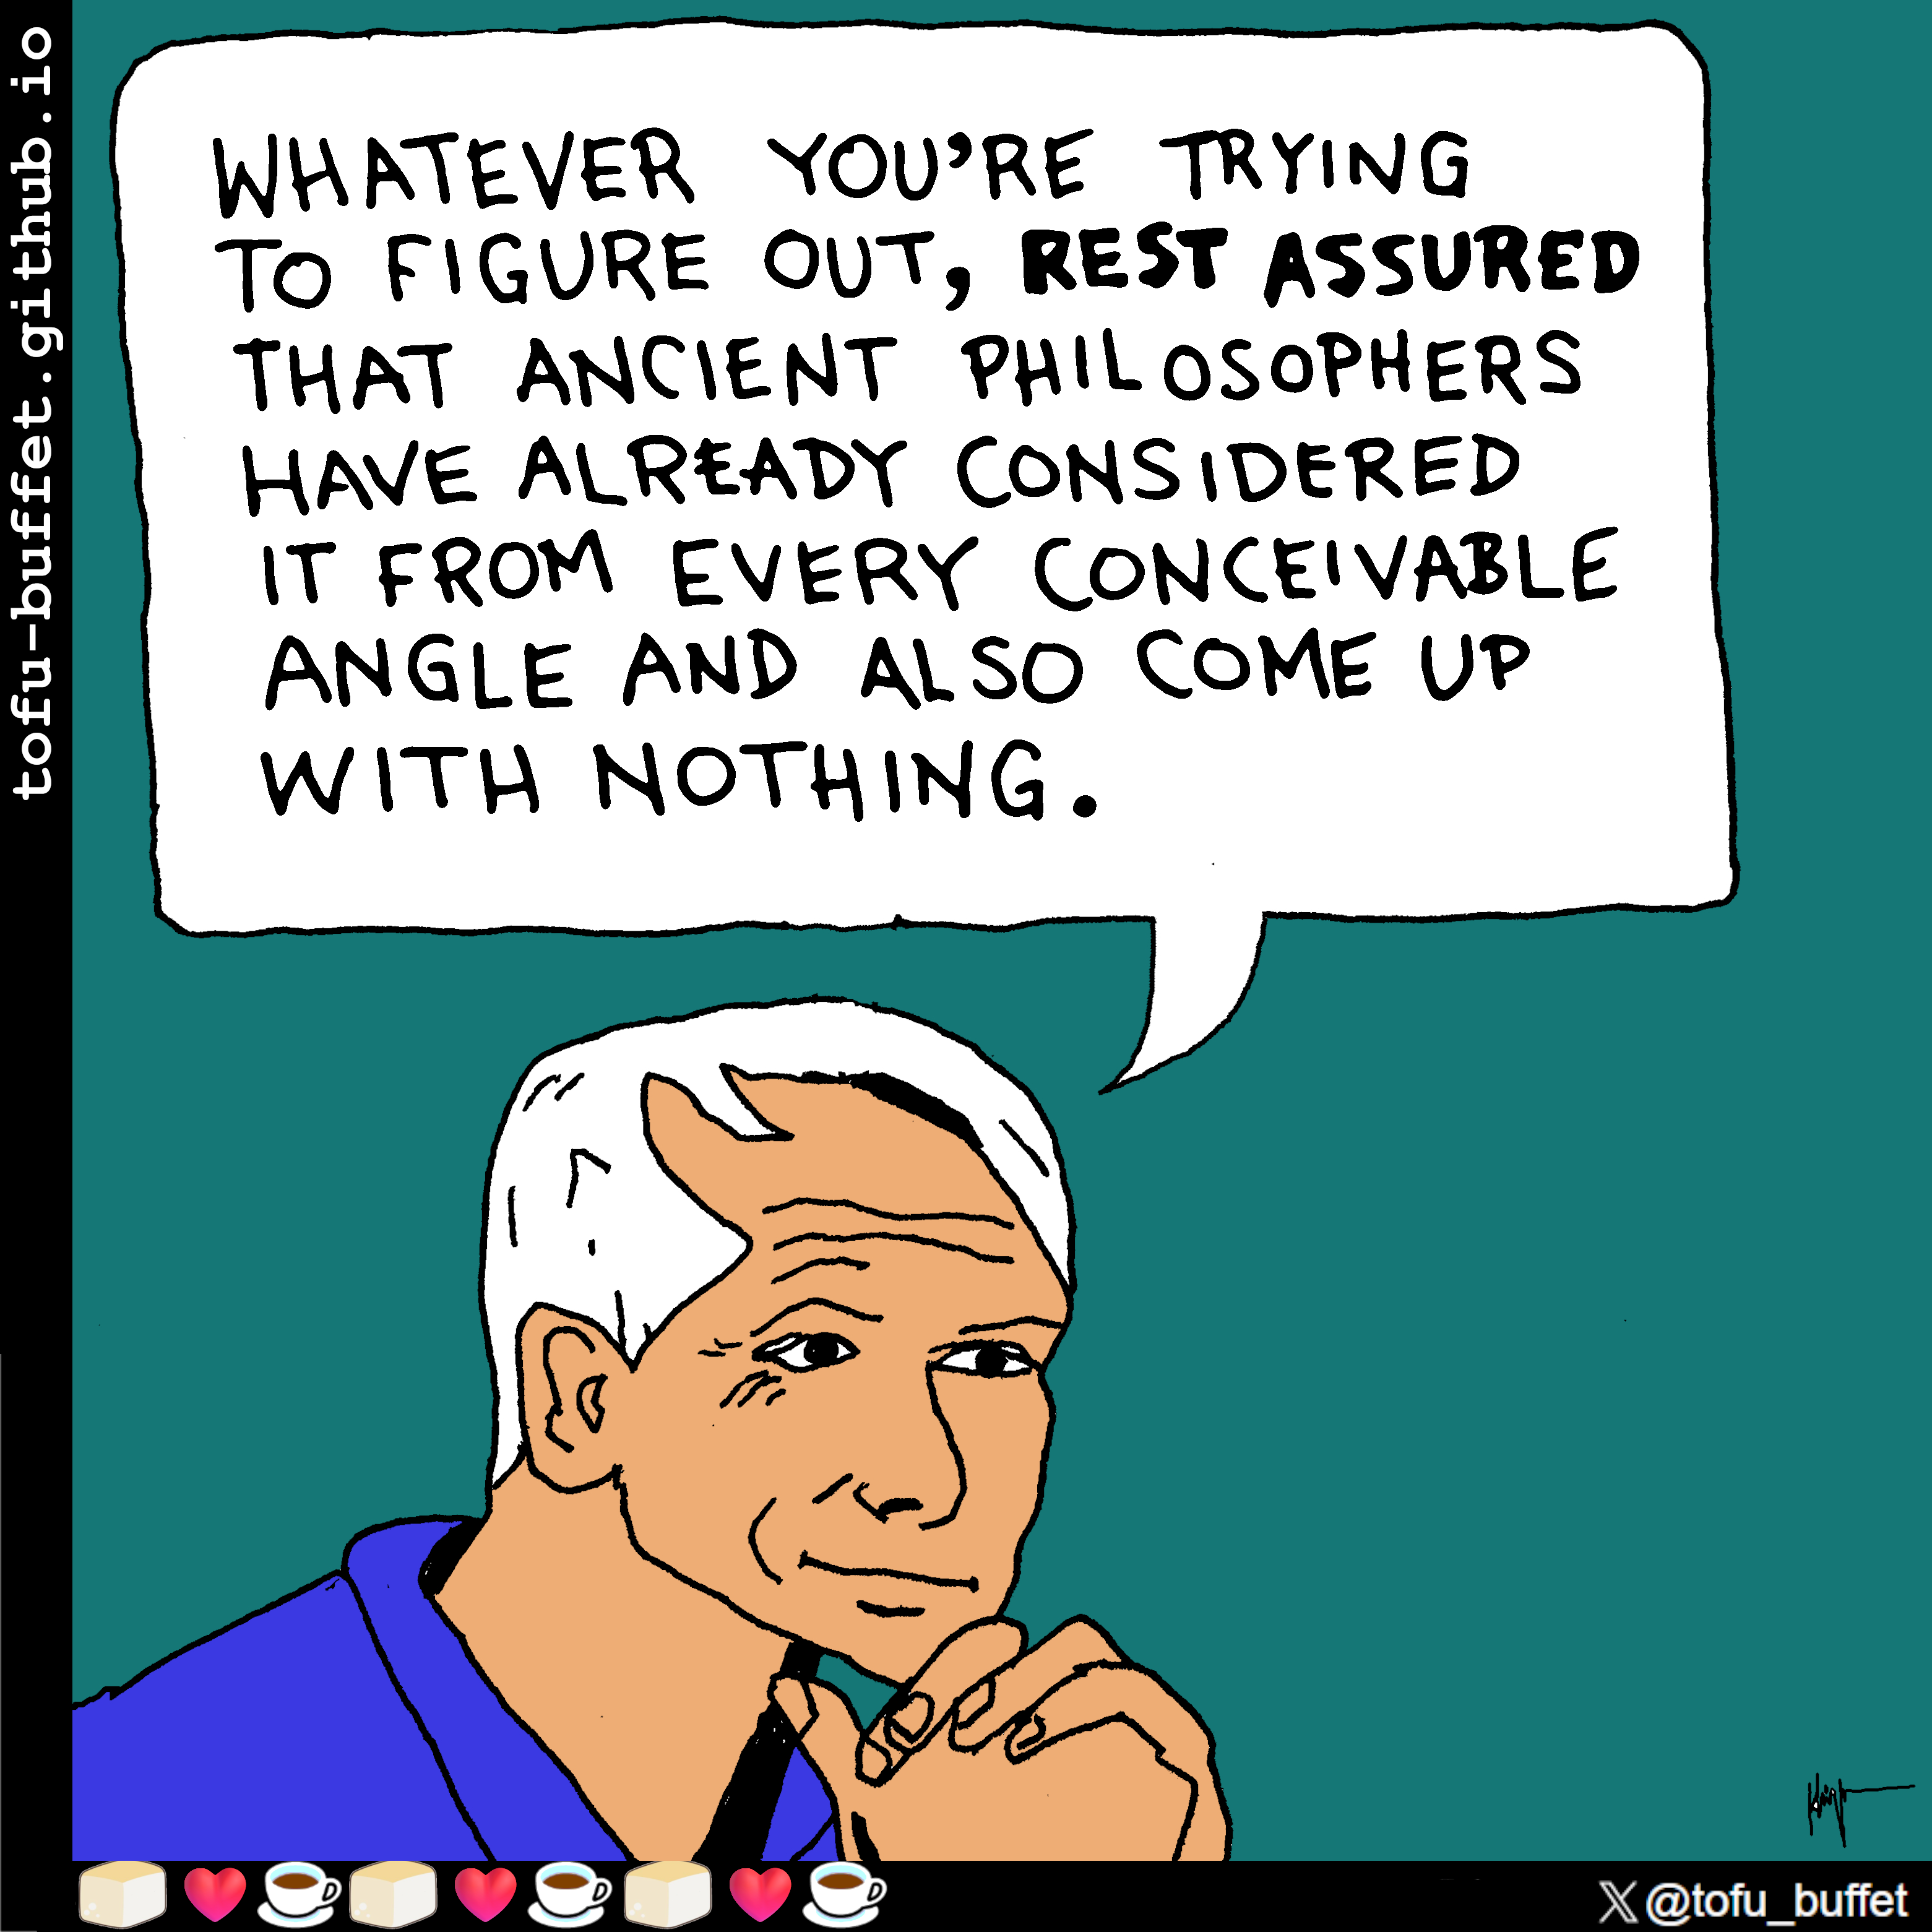 WHATEVER YOU'RE TRYING
TO FIGURE OUT, REST ASSURED
THAT ANCIENT PHILOSOPHERS
HAVE ALREADY CONSIDERED
IT FROM EVERY CONCEIVABLE
ANGLE AND ALSO COME UP
WITH NOTHING.
tofu-buffet.github.io
X @tofu_buffet